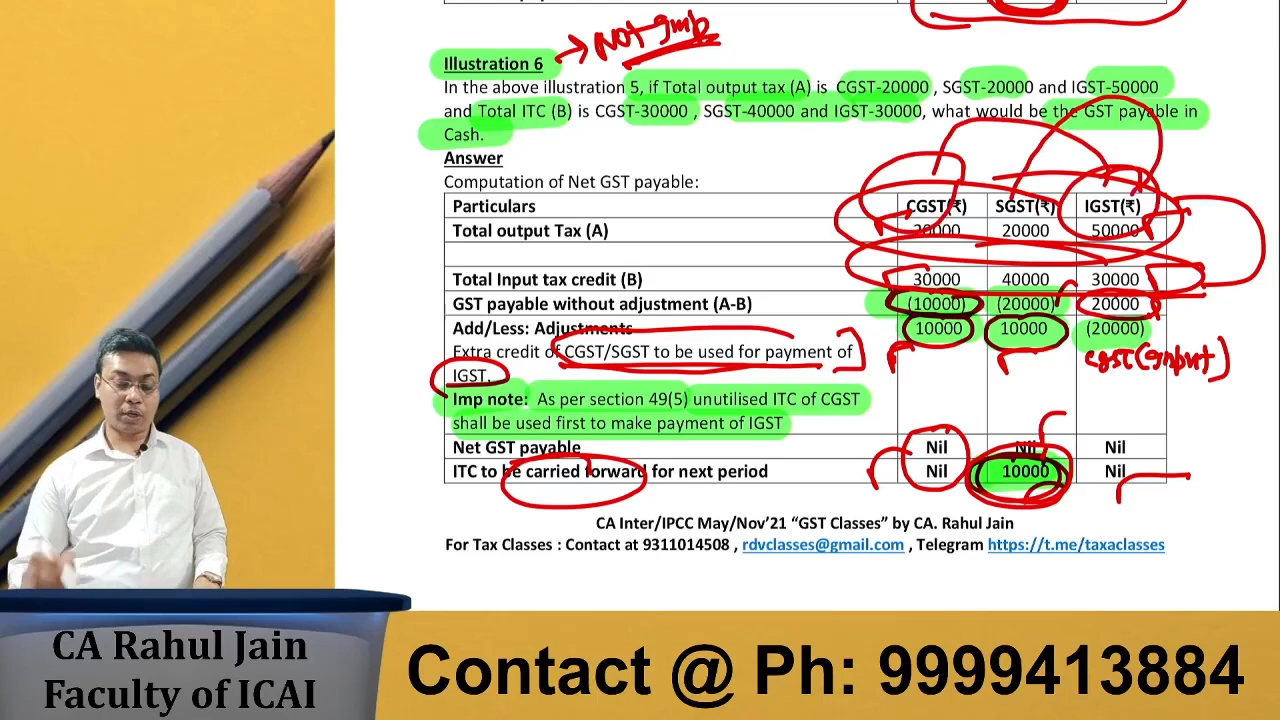 Not Imp
Illustration 6
In the above illustration 5, if Total output tax (A) is CGST-20000 , SGST-20000 and IGST-50000
and Total ITC (B) is CGST-30000 , SGST-40000 and IGST-30000, what would be the GST payable in
Cash.
Answer
Computation of Net GST payable:
Particulars CGST(₹) SGST(₹) IGST(₹)
Total output Tax (A) 20000 20000 50000
Total Input tax credit (B) 30000 40000 30000
GST payable without adjustment (A-B) (10000) (20000) 20000
Add/Less: Adjustments 10000 10000 (20000)
Extra credit of CGST/SGST to be used for payment of
IGST.
cgst(Input)
Imp note: As per section 49(5) unutilised ITC of CGST
shall be used first to make payment of IGST
Net GST payable Nil Nil Nil
ITC to be carried forward for next period Nil 10000 Nil
CA Inter/IPCC May/Nov'21 “GST Classes” by CA. Rahul Jain
For Tax Classes : Contact at 9311014508 , rdvclasses@gmail.com , Telegram https://t.me/taxaclasses
CA Rahul Jain
Faculty of ICAI
Contact @ Ph: 9999413884